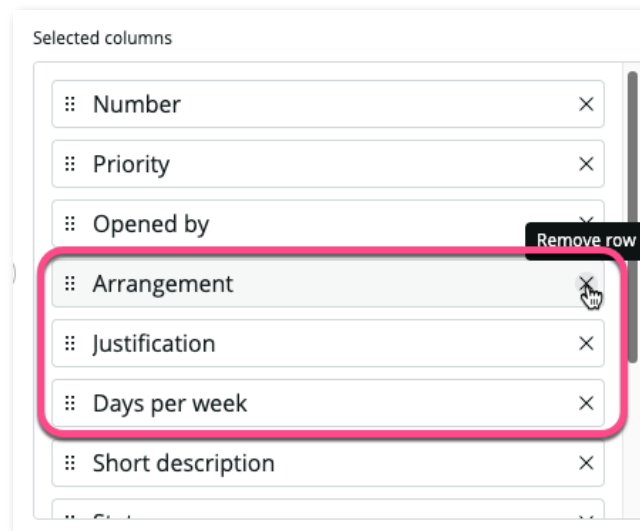 Selected columns
Number
Priority
Opened by
Remove row
Arrangement
Justification
Days per week
Short description